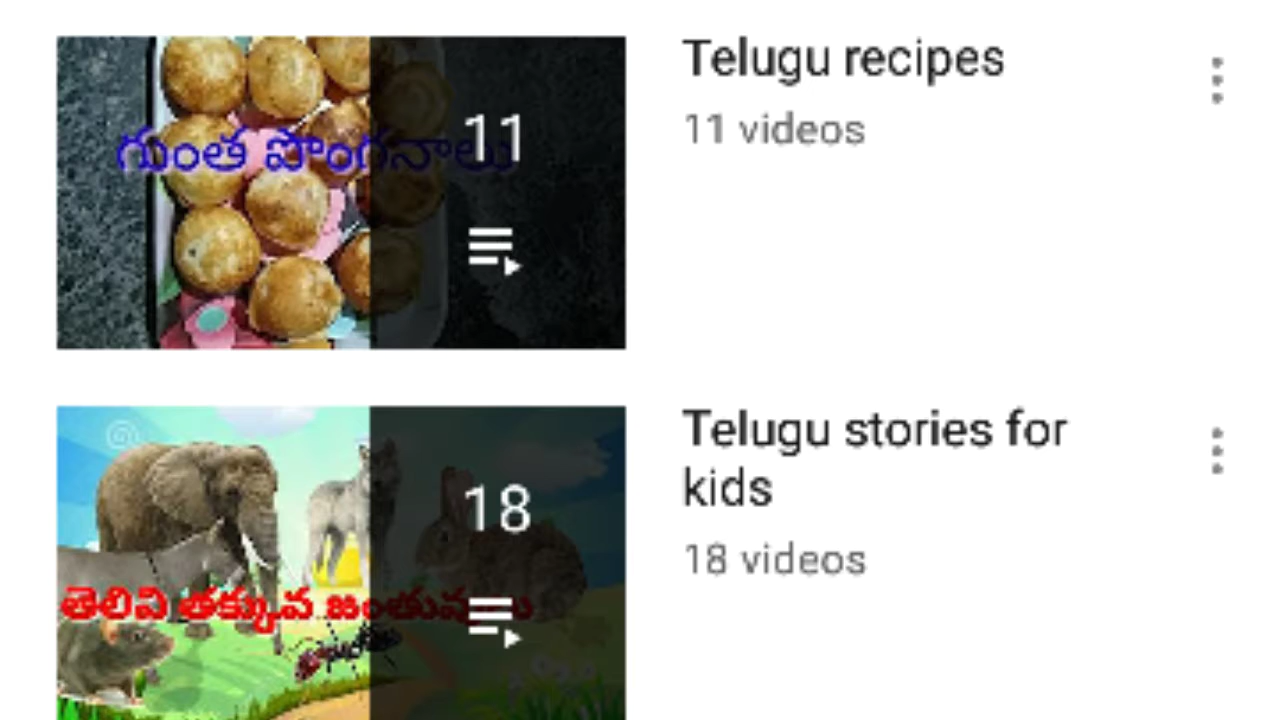 Telugu recipes
11 videos
11
గుంత పొంగనాలు
Telugu stories for
kids
18 videos
18
తెలివి తక్కువ జంతువులు